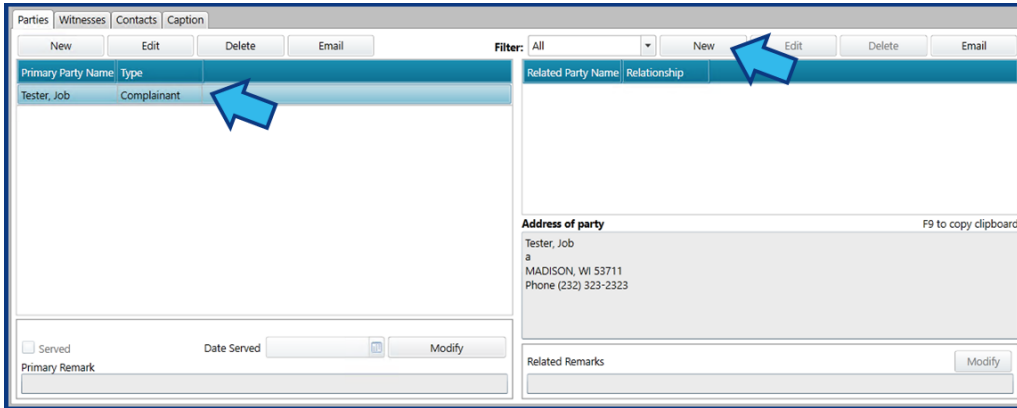 Parties Witnesses Contacts Caption
New Edit Delete Email Filter: All New Edit Delete Email
Primary Party Name Type
Related Party Name Relationship
Tester, Job Complainant
Address of party F9 to copy clipboard
Tester, Job
a
MADISON, WI 53711
Phone (232) 323-2323
Served Date Served Modify
Primary Remark
Related Remarks Modify